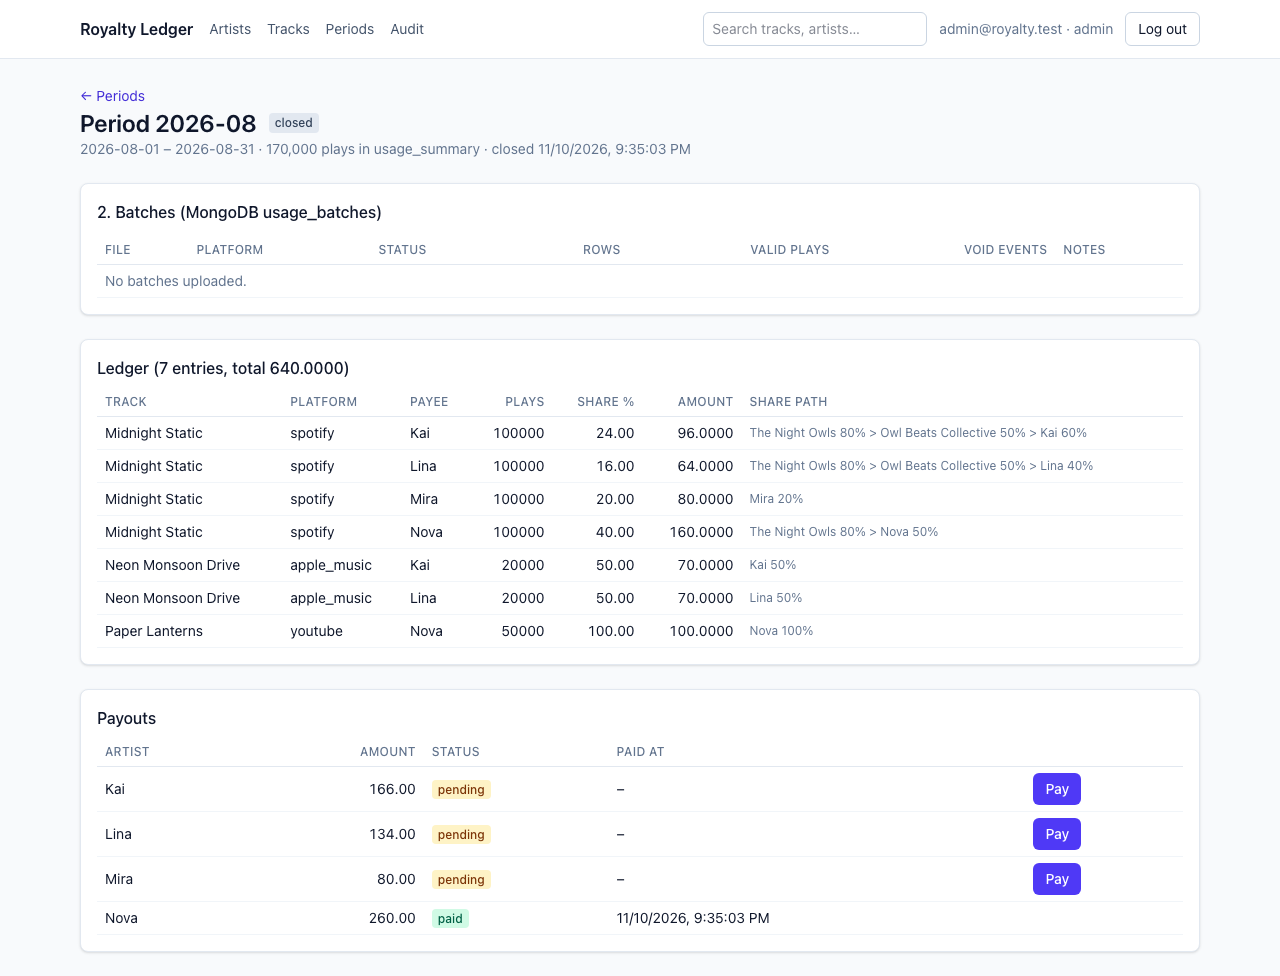 Royalty Ledger Artists Tracks Periods Audit Search tracks, artists... admin@royalty.test · admin Log out
← Periods
Period 2026-08 closed
2026-08-01 – 2026-08-31 · 170,000 plays in usage_summary · closed 11/10/2026, 9:35:03 PM
2. Batches (MongoDB usage_batches)
FILE PLATFORM STATUS ROWS VALID PLAYS VOID EVENTS NOTES
No batches uploaded.
Ledger (7 entries, total 640.0000)
TRACK PLATFORM PAYEE PLAYS SHARE % AMOUNT SHARE PATH
Midnight Static spotify Kai 100000 24.00 96.0000 The Night Owls 80% > Owl Beats Collective 50% > Kai 60%
Midnight Static spotify Lina 100000 16.00 64.0000 The Night Owls 80% > Owl Beats Collective 50% > Lina 40%
Midnight Static spotify Mira 100000 20.00 80.0000 Mira 20%
Midnight Static spotify Nova 100000 40.00 160.0000 The Night Owls 80% > Nova 50%
Neon Monsoon Drive apple_music Kai 20000 50.00 70.0000 Kai 50%
Neon Monsoon Drive apple_music Lina 20000 50.00 70.0000 Lina 50%
Paper Lanterns youtube Nova 50000 100.00 100.0000 Nova 100%
Payouts
ARTIST AMOUNT STATUS PAID AT
Kai 166.00 pending – Pay
Lina 134.00 pending – Pay
Mira 80.00 pending – Pay
Nova 260.00 paid 11/10/2026, 9:35:03 PM